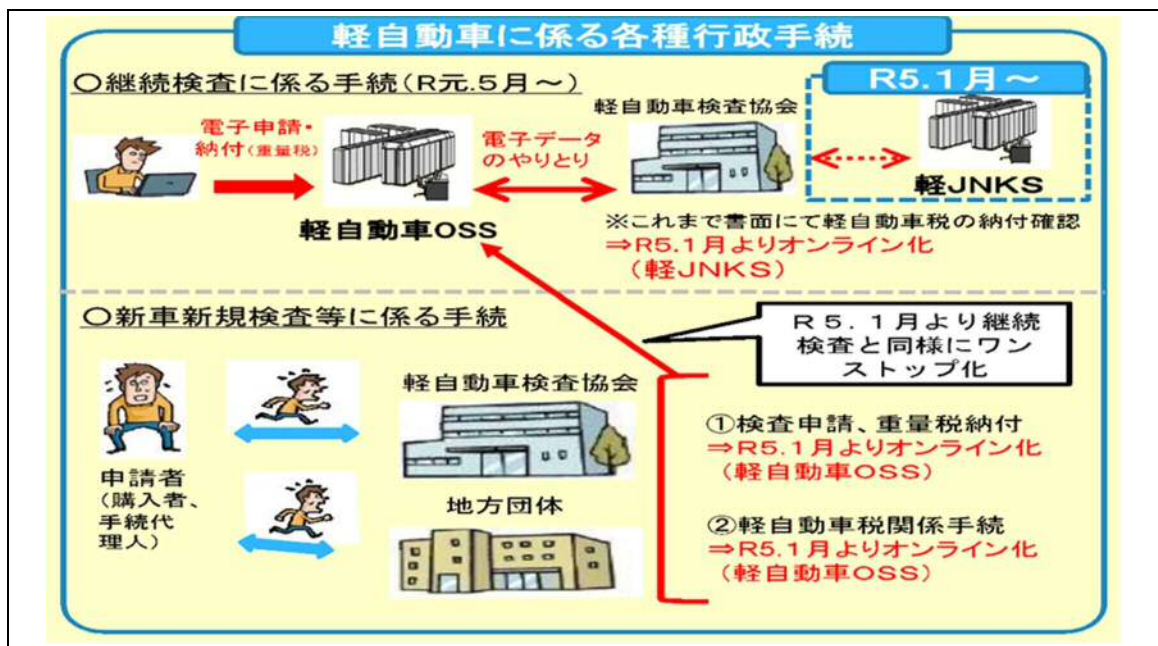 軽自動車に係る各種行政手続
〇継続検査に係る手続(R元.5月～)
電子申請・
納付(重量税)
軽自動車OSS
電子データ
のやりとり
軽自動車検査協会
R5.1月～
軽JNKS
※これまで書面にて軽自動車税の納付確認
⇒R5.1月よりオンライン化
(軽JNKS)
〇新車新規検査等に係る手続
申請者
(購入者、
手続代
理人)
軽自動車検査協会
地方団体
R5.1月より継続
検査と同様にワン
ストップ化
①検査申請、重量税納付
⇒R5.1月よりオンライン化
(軽自動車OSS)
②軽自動車税関係手続
⇒R5.1月よりオンライン化
(軽自動車OSS)